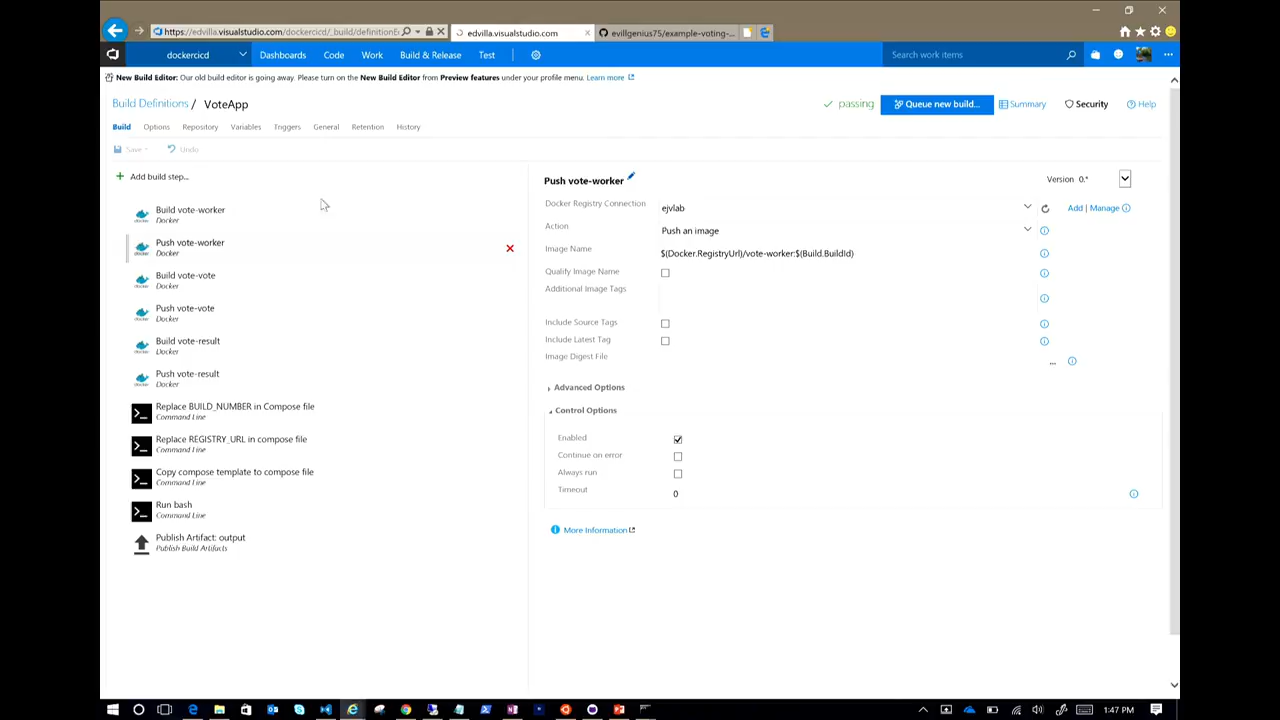 https://edvilla.visualstudio.com/dockercicd/_build/definitionE
edvilla.visualstudio.com
evillgenius75/example-voting-...
dockercicd
Dashboards
Code
Work
Build & Release
Test
Search work items
New Build Editor: Our old build editor is going away. Please turn on the New Build Editor from Preview features under your profile menu. Learn more
Build Definitions / VoteApp
passing
Queue new build...
Summary
Security
Help
Build
Options
Repository
Variables
Triggers
General
Retention
History
Save
Undo
Add build step...
Build vote-worker
Docker
Push vote-worker
Docker
Build vote-vote
Docker
Push vote-vote
Docker
Build vote-result
Docker
Push vote-result
Docker
Replace BUILD_NUMBER in Compose file
Command Line
Replace REGISTRY_URL in compose file
Command Line
Copy compose template to compose file
Command Line
Run bash
Command Line
Publish Artifact: output
Publish Build Artifacts
Push vote-worker
Version 0.*
Docker Registry Connection
ejvlab
Add | Manage
Action
Push an image
Image Name
$(Docker.RegistryUrl)/vote-worker:$(Build.BuildId)
Qualify Image Name
Additional Image Tags
Include Source Tags
Include Latest Tag
Image Digest File
...
Advanced Options
Control Options
Enabled
Continue on error
Always run
Timeout
0
More Information
1:47 PM